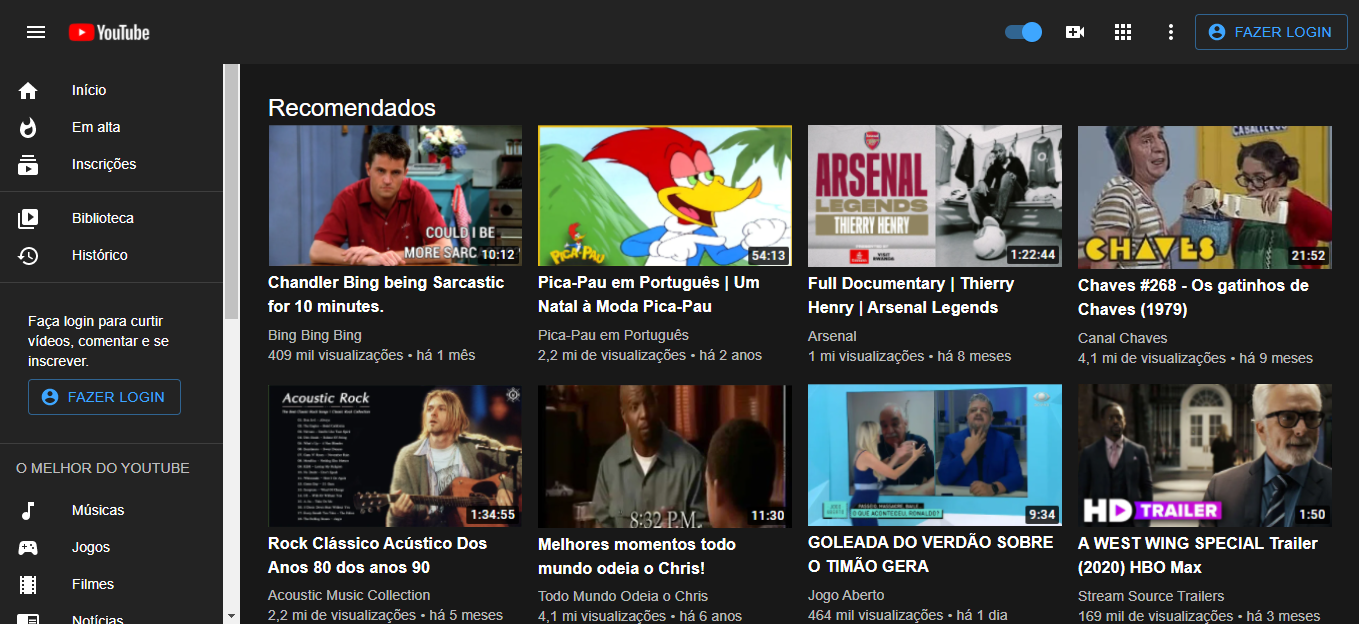 YouTube
FAZER LOGIN
Início
Em alta
Inscrições
Biblioteca
Histórico
Faça login para curtir
vídeos, comentar e se
inscrever.
FAZER LOGIN
O MELHOR DO YOUTUBE
Músicas
Jogos
Filmes
Notícias
Recomendados
COULD I BE
MORE SARC
10:12
Chandler Bing being Sarcastic
for 10 minutes.
Bing Bing Bing
409 mil visualizações • há 1 mês
PICA-PAU
54:13
Pica-Pau em Português | Um
Natal à Moda Pica-Pau
Pica-Pau em Português
2,2 mi de visualizações • há 2 anos
Arsenal
ARSENAL
LEGENDS
THIERRY HENRY
VISIT
RWANDA
1:22:44
Full Documentary | Thierry
Henry | Arsenal Legends
Arsenal
1 mi visualizações • há 8 meses
CHAVES
21:52
Chaves #268 - Os gatinhos de
Chaves (1979)
Canal Chaves
4,1 mi de visualizações • há 9 meses
Acoustic Rock
1:34:55
Rock Clássico Acústico Dos
Anos 80 dos anos 90
Acoustic Music Collection
2,2 mi de visualizações • há 5 meses
8:32 P.M.
11:30
Melhores momentos todo
mundo odeia o Chris!
Todo Mundo Odeia o Chris
4,1 mi visualizações • há 6 anos
JOGO
ABERTO
O QUE ACONTECEU, RONALDO?
9:34
GOLEADA DO VERDÃO SOBRE
O TIMÃO GERA
Jogo Aberto
464 mil visualizações • há 1 dia
HD TRAILER
1:50
A WEST WING SPECIAL Trailer
(2020) HBO Max
Stream Source Trailers
169 mil de visualizações • há 3 meses